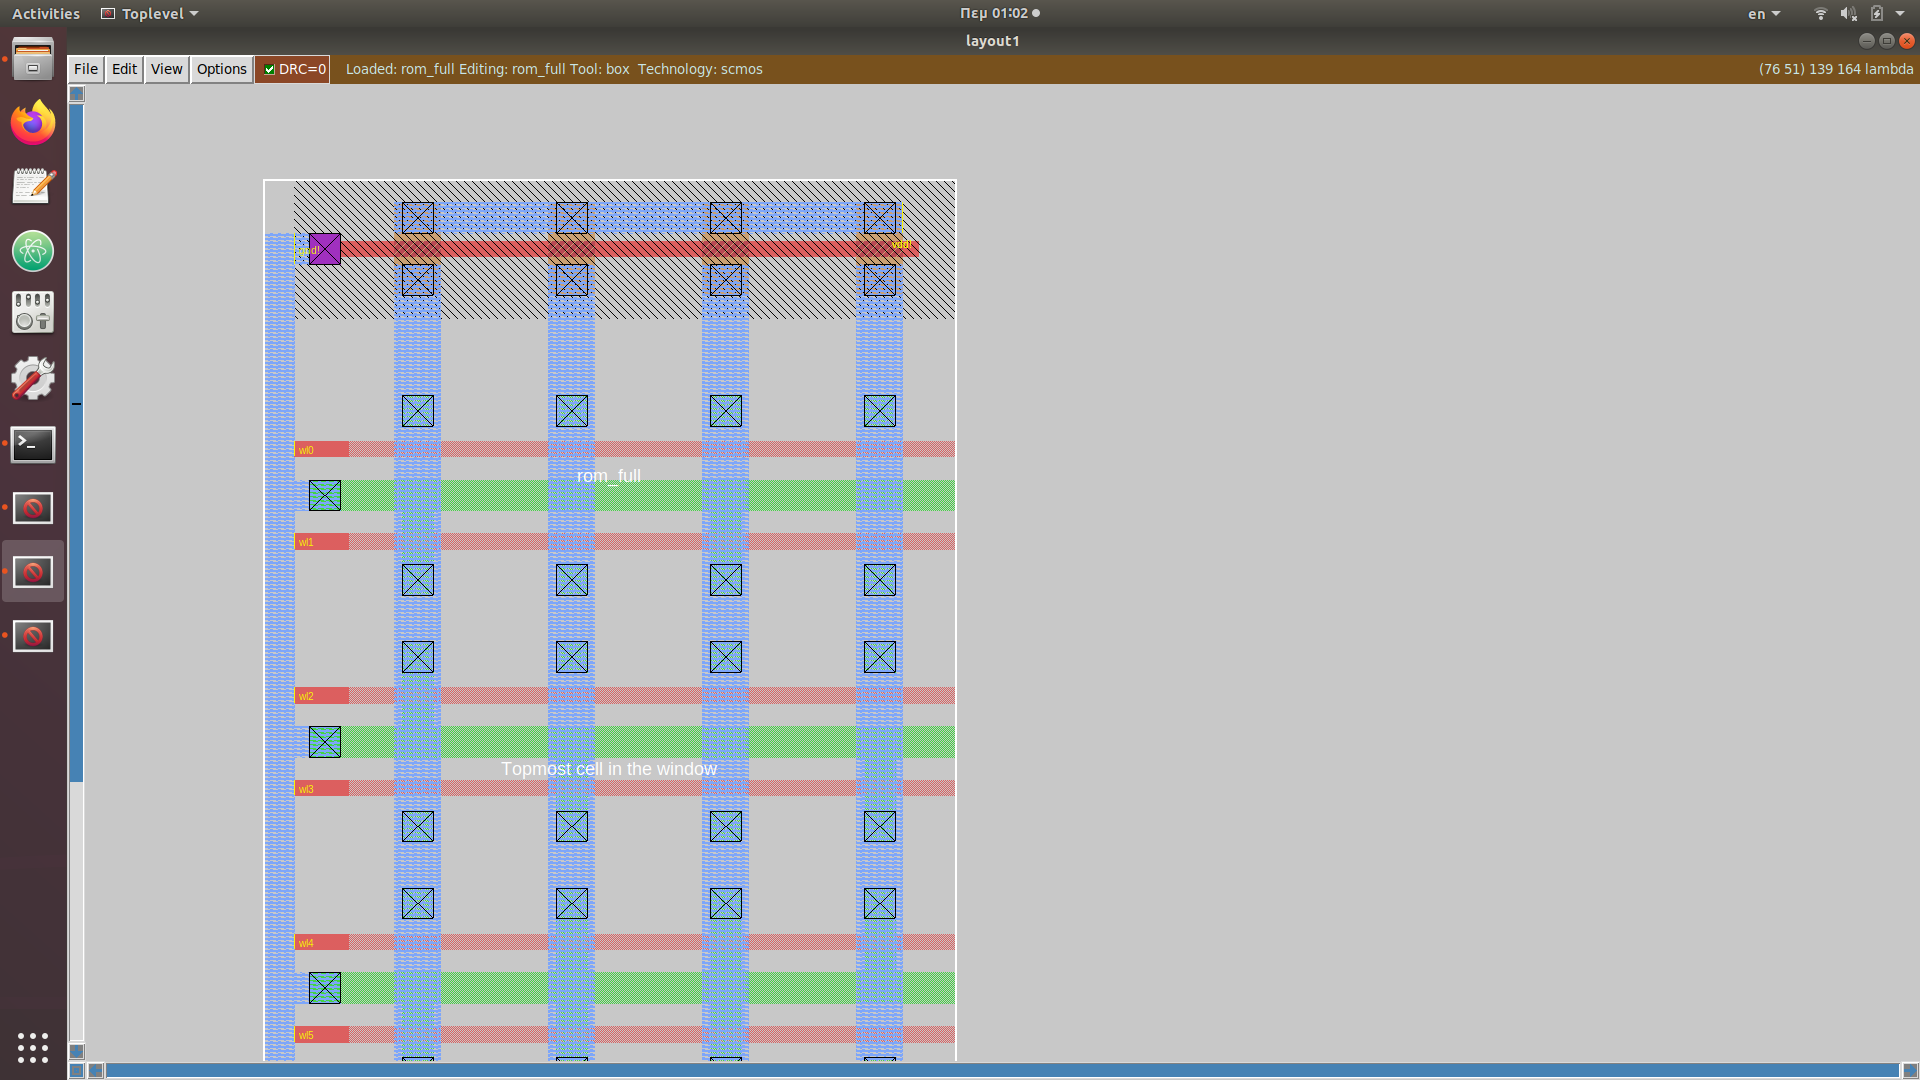 Activities
Toplevel
Πεμ 01:02
en
layout1
File
Edit
View
Options
DRC=0
Loaded: rom_full Editing: rom_full Tool: box Technology: scmos
(76 51) 139 164 lambda
vdd!
gnd!
wl0
rom_full
wl1
wl2
Topmost cell in the window
wl3
wl4
wl5